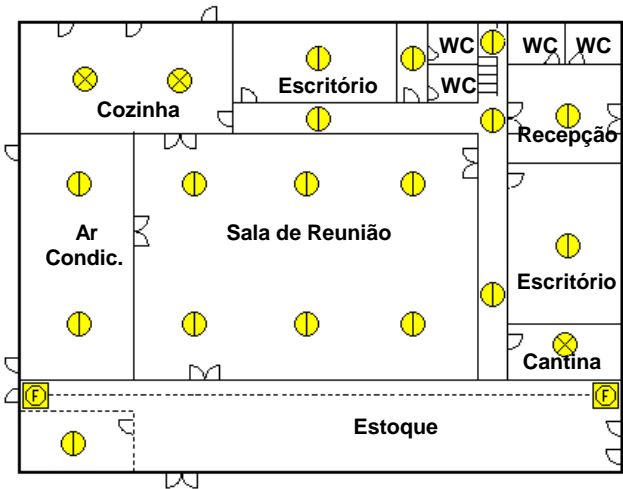 WC
WC
WC
Escritório
WC
Cozinha
Recepção
Ar
Condic.
Sala de Reunião
Escritório
Cantina
F
F
Estoque